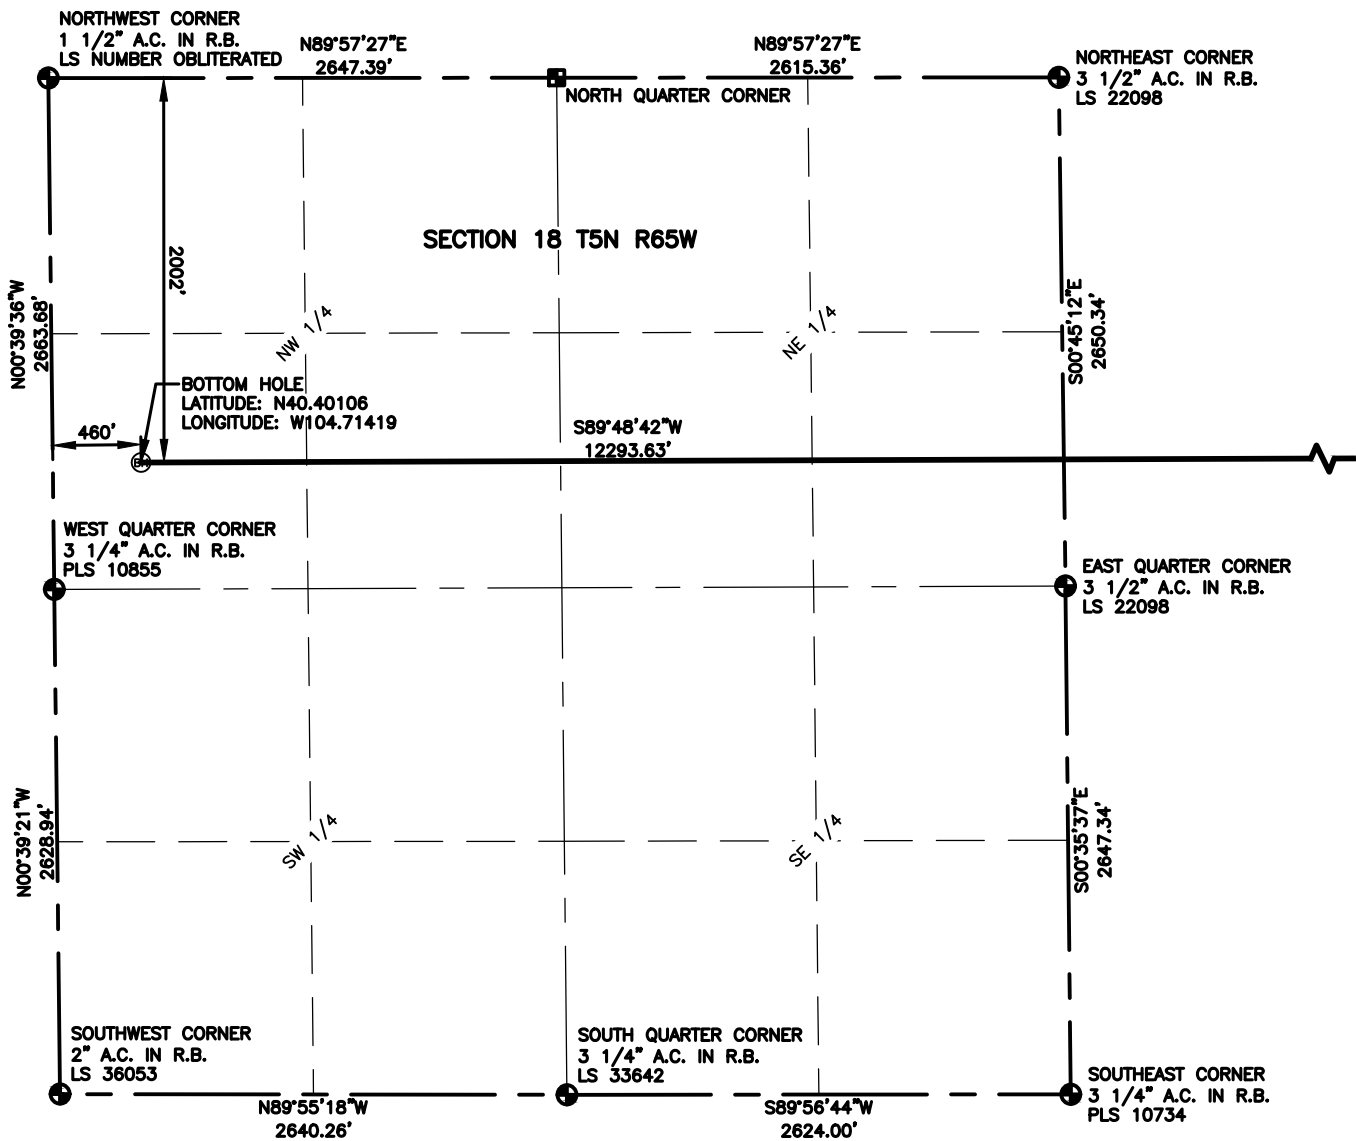 NORTHWEST CORNER
1 1/2" A.C. IN R.B.
LS NUMBER OBLITERATED
N89°57'27"E
2647.39'
N89°57'27"E
2615.36'
NORTHEAST CORNER
3 1/2" A.C. IN R.B.
LS 22098
NORTH QUARTER CORNER
2002'
SECTION 18 T5N R65W
N00°39'36"W
2663.68'
NW 1/4
NE 1/4
S00°45'12"E
2650.34'
BOTTOM HOLE
LATITUDE: N40.40106
LONGITUDE: W104.71419
460'
BH
S89°48'42"W
12293.63'
WEST QUARTER CORNER
3 1/4" A.C. IN R.B.
PLS 10855
EAST QUARTER CORNER
3 1/2" A.C. IN R.B.
LS 22098
N00°39'21"W
2628.94'
SW 1/4
SE 1/4
S00°35'37"E
2647.34'
SOUTHWEST CORNER
2" A.C. IN R.B.
LS 36053
SOUTH QUARTER CORNER
3 1/4" A.C. IN R.B.
LS 33642
SOUTHEAST CORNER
3 1/4" A.C. IN R.B.
PLS 10734
N89°55'18"W
2640.26'
S89°56'44"W
2624.00'